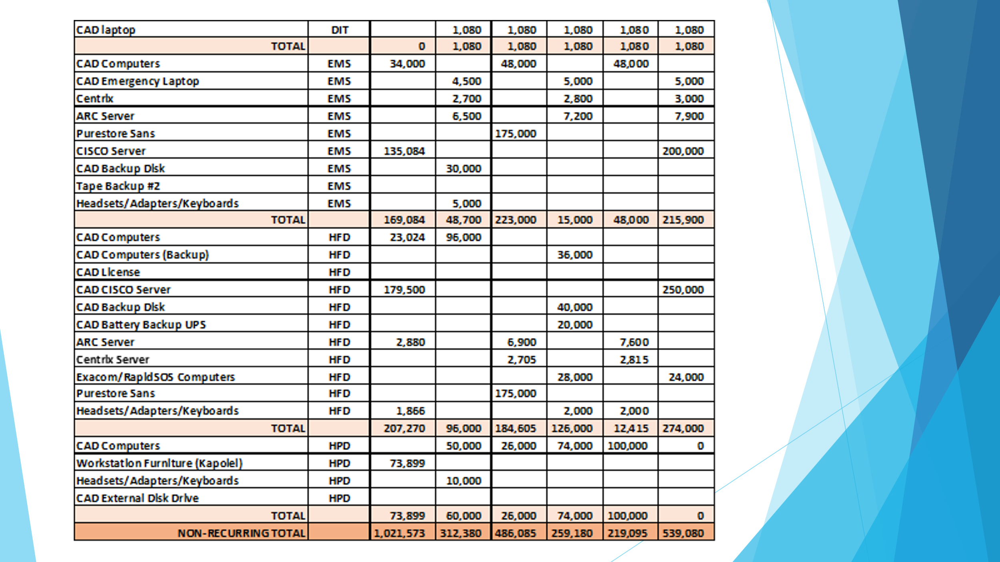 CAD laptop DIT 1,080 1,080 1,080 1,080 1,080
TOTAL 0 1,080 1,080 1,080 1,080 1,080
CAD Computers EMS 34,000 48,000 48,000
CAD Emergency Laptop EMS 4,500 5,000 5,000
Centrix EMS 2,700 2,800 3,000
ARC Server EMS 6,500 7,200 7,900
Purestore Sans EMS 175,000
CISCO Server EMS 135,084 200,000
CAD Backup Disk EMS 30,000
Tape Backup #2 EMS
Headsets/Adapters/Keyboards EMS 5,000
TOTAL 169,084 48,700 223,000 15,000 48,000 215,900
CAD Computers HFD 23,024 96,000
CAD Computers (Backup) HFD 36,000
CAD License HFD
CAD CISCO Server HFD 179,500 250,000
CAD Backup Disk HFD 40,000
CAD Battery Backup UPS HFD 20,000
ARC Server HFD 2,880 6,900 7,600
Centrix Server HFD 2,705 2,815
Exacom/RapidSOS Computers HFD 28,000 24,000
Purestore Sans HFD 175,000
Headsets/Adapters/Keyboards HFD 1,866 2,000 2,000
TOTAL 207,270 96,000 184,605 126,000 12,415 274,000
CAD Computers HPD 50,000 26,000 74,000 100,000 0
Workstation Furniture (Kapolei) HPD 73,899
Headsets/Adapters/Keyboards HPD 10,000
CAD External Disk Drive HPD
TOTAL 73,899 60,000 26,000 74,000 100,000 0
NON-RECURRING TOTAL 1,021,573 312,380 486,085 259,180 219,095 539,080